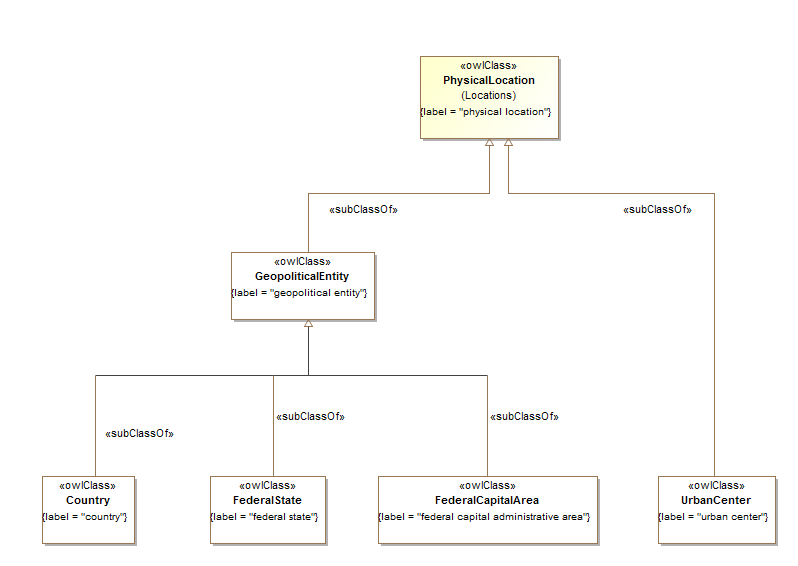 «owlClass»
PhysicalLocation
(Locations)
{label = "physical location"}
«subClassOf»
«subClassOf»
«owlClass»
GeopoliticalEntity
{label = "geopolitical entity"}
«subClassOf»
«subClassOf»
«subClassOf»
«owlClass»
Country
{label = "country"}
«owlClass»
FederalState
{label = "federal state"}
«owlClass»
FederalCapitalArea
{label = "federal capital administrative area"}
«owlClass»
UrbanCenter
{label = "urban center"}